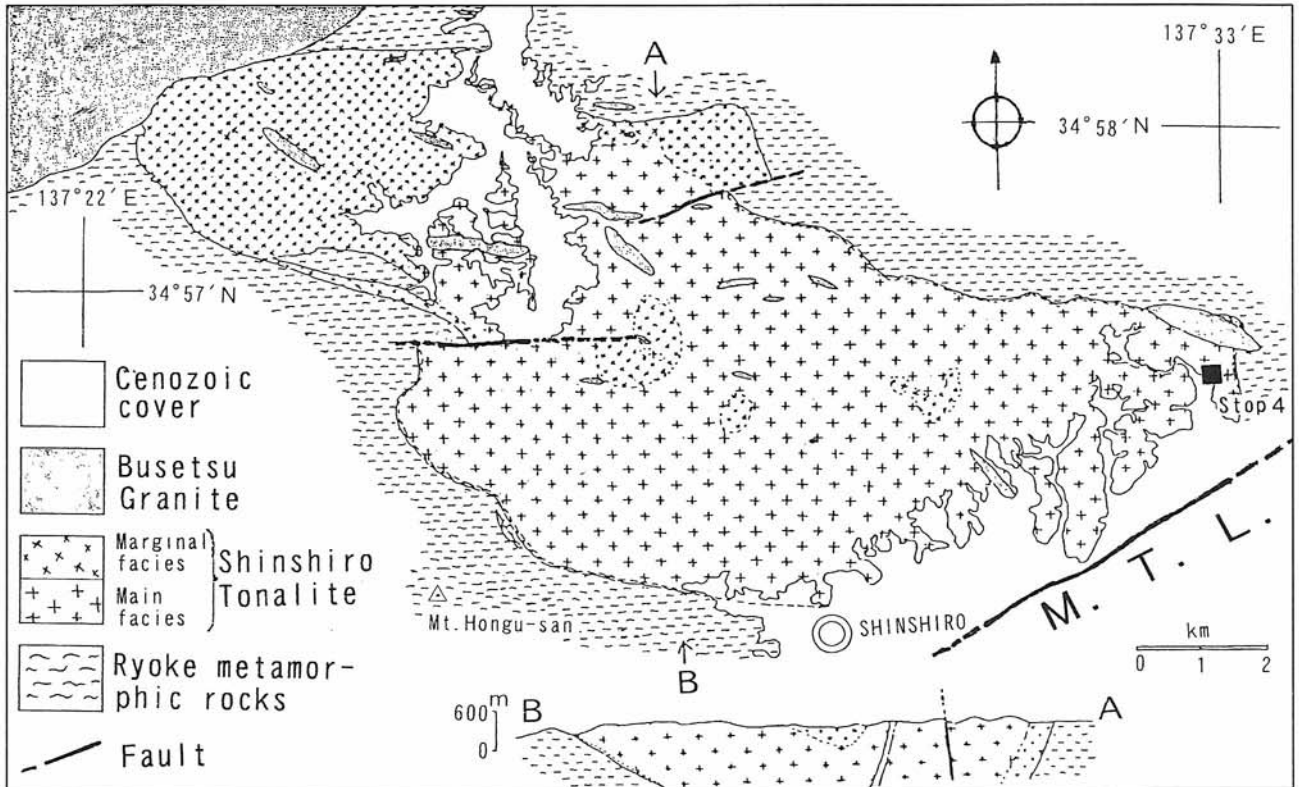 137° 33′ E
A
34° 58′ N
137° 22′ E
34° 57′ N
Cenozoic
cover
Stop 4
Busetsu
Granite
Marginal
facies
Shinshiro
Tonalite
Main
facies
M. T. L.
Mt. Hongu-san
SHINSHIRO
km
0 1 2
Ryoke metamor-
phic rocks
B
600 m
B
A
0
Fault